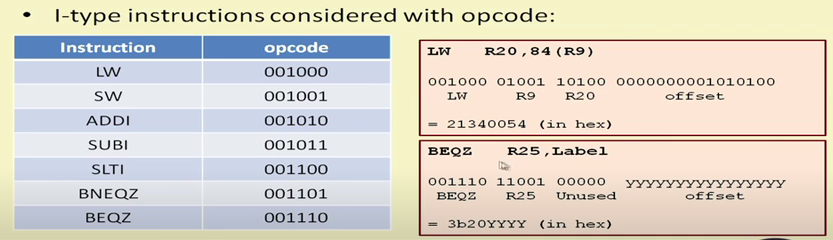 • I-type instructions considered with opcode:
Instruction opcode
LW 001000
SW 001001
ADDI 001010
SUBI 001011
SLTI 001100
BNEQZ 001101
BEQZ 001110
LW R20,84(R9)
001000 01001 10100 0000000001010100
LW R9 R20 offset
= 21340054 (in hex)
BEQZ R25,Label
001110 11001 00000 yyyyyyyyyyyyyyyy
BEQZ R25 Unused offset
= 3b20YYYY (in hex)